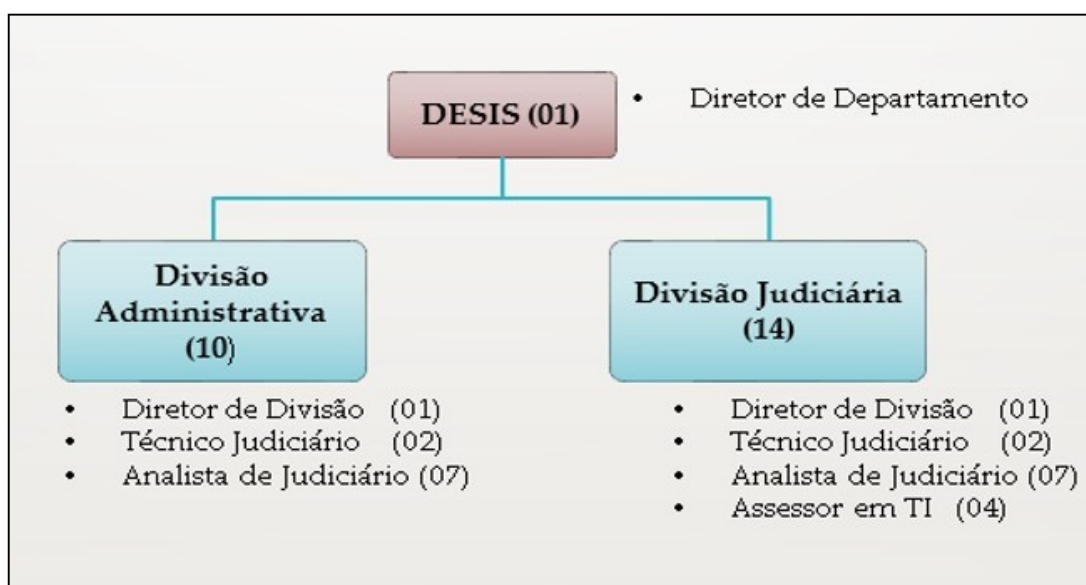 DESIS (01)
• Diretor de Departamento
Divisão
Administrativa
(10)
• Diretor de Divisão (01)
• Técnico Judiciário (02)
• Analista de Judiciário (07)
Divisão Judiciária
(14)
• Diretor de Divisão (01)
• Técnico Judiciário (02)
• Analista de Judiciário (07)
• Assessor em TI (04)